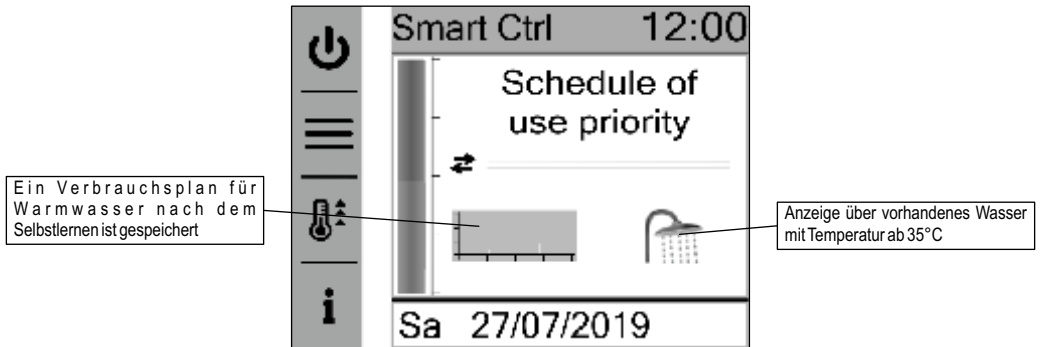 Smart Ctrl 12:00
Schedule of
use priority
Ein Verbrauchsplan für
Warmwasser nach dem
Selbstlernen ist gespeichert
Anzeige über vorhandenes Wasser
mit Temperatur ab 35°C
i
Sa 27/07/2019